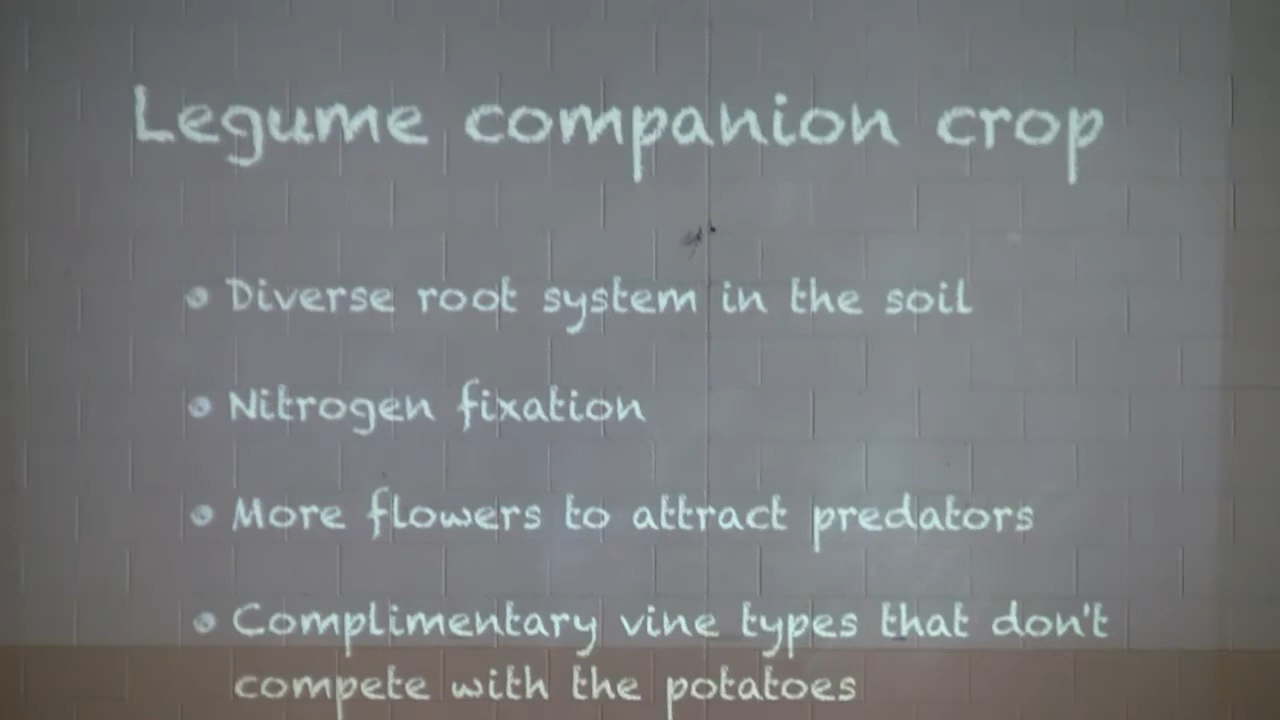 Legume companion crop
• Diverse root system in the soil
• Nitrogen fixation
• More flowers to attract predators
• Complimentary vine types that don't
compete with the potatoes